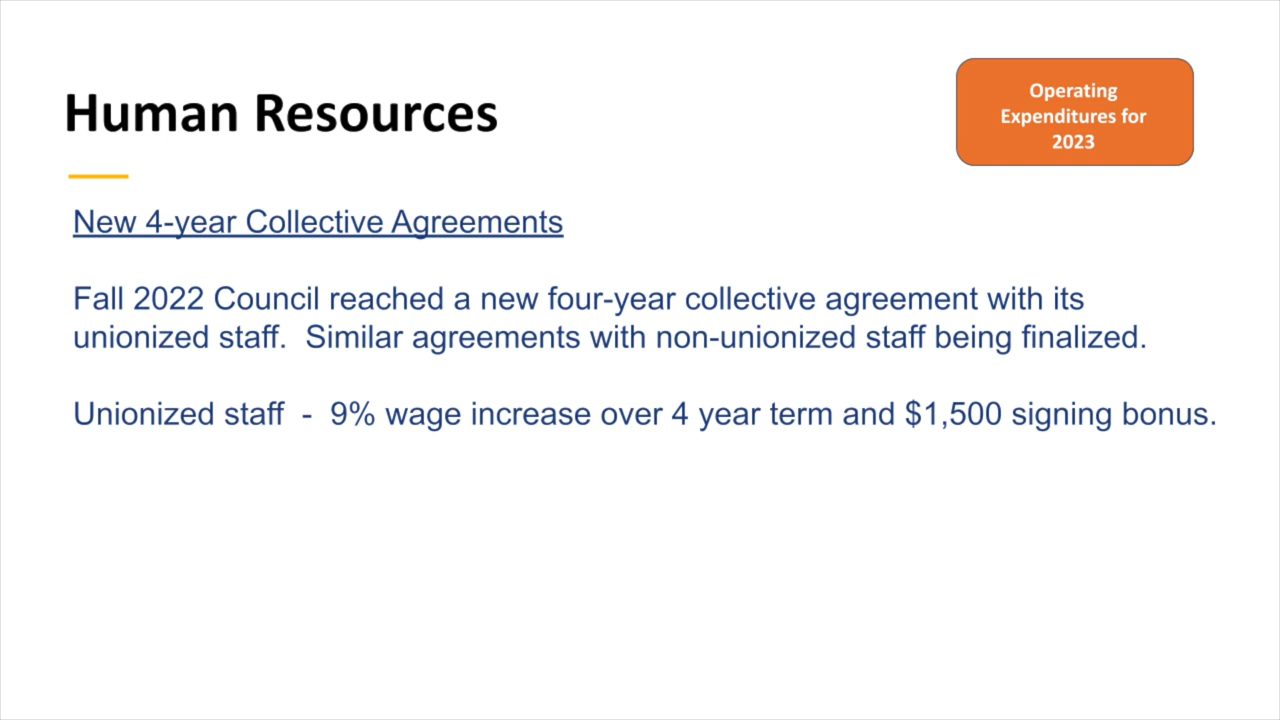 Human Resources
Operating
Expenditures for
2023
New 4-year Collective Agreements
Fall 2022 Council reached a new four-year collective agreement with its
unionized staff.  Similar agreements with non-unionized staff being finalized.
Unionized staff  -  9% wage increase over 4 year term and $1,500 signing bonus.